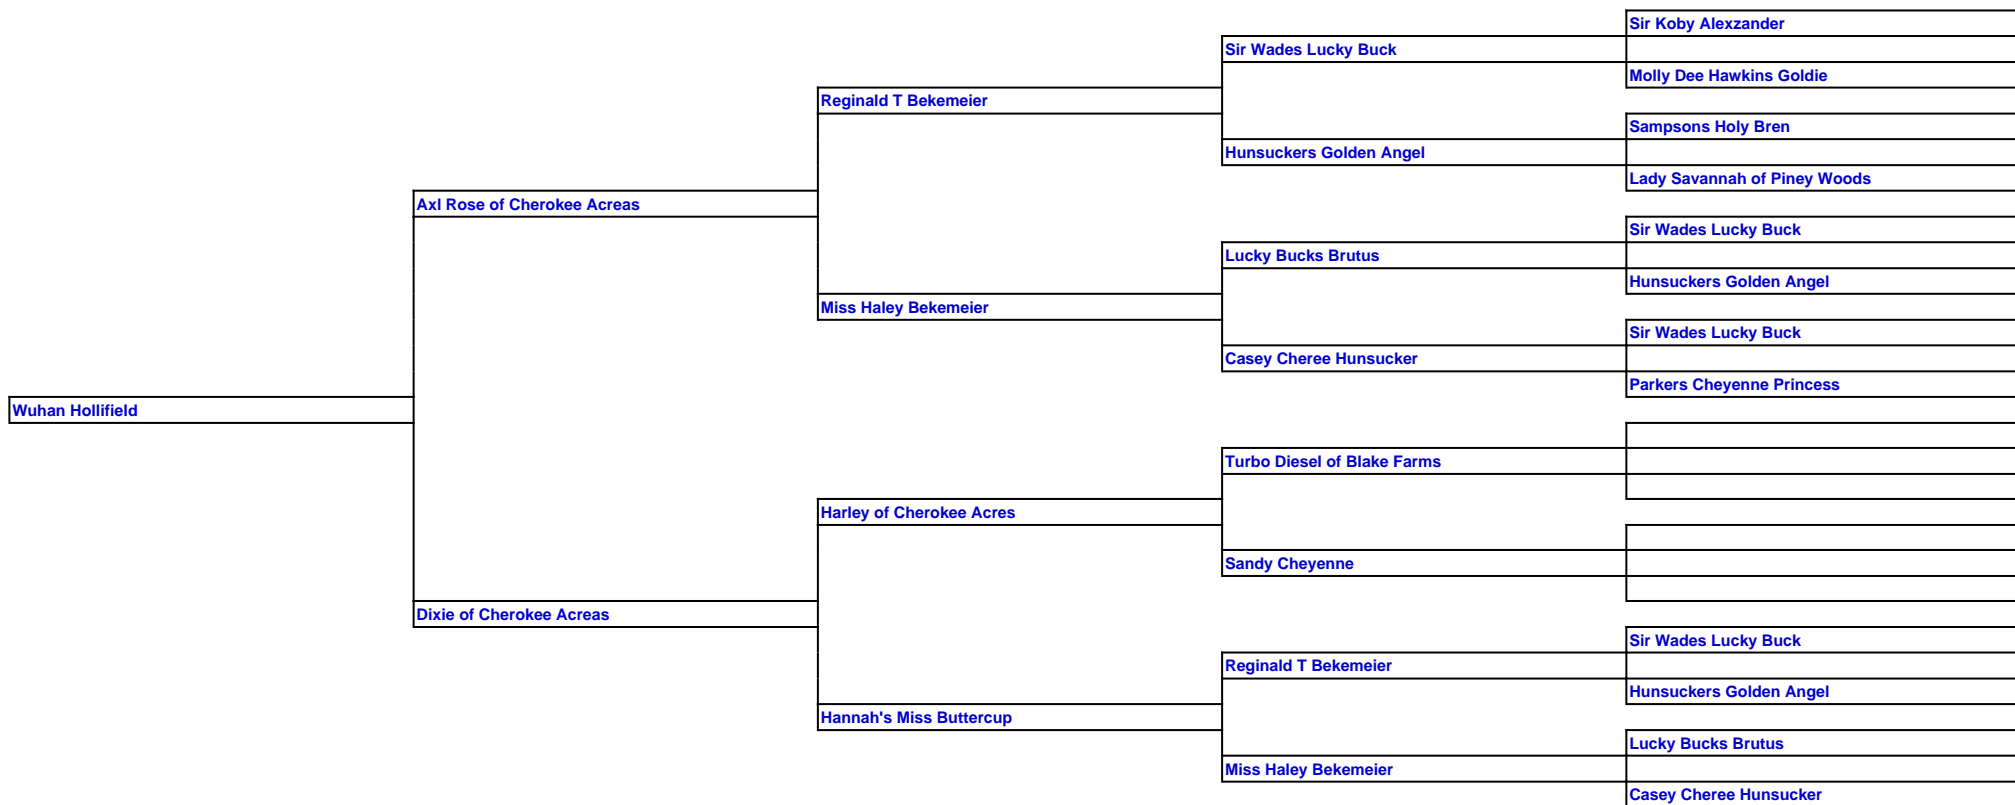 Sir Koby Alexzander
Sir Wades Lucky Buck
Molly Dee Hawkins Goldie
Reginald T Bekemeier
Sampsons Holy Bren
Hunsuckers Golden Angel
Lady Savannah of Piney Woods
Axl Rose of Cherokee Acreas
Sir Wades Lucky Buck
Lucky Bucks Brutus
Hunsuckers Golden Angel
Miss Haley Bekemeier
Sir Wades Lucky Buck
Casey Cheree Hunsucker
Parkers Cheyenne Princess
Wuhan Hollifield
Turbo Diesel of Blake Farms
Harley of Cherokee Acres
Sandy Cheyenne
Dixie of Cherokee Acreas
Sir Wades Lucky Buck
Reginald T Bekemeier
Hunsuckers Golden Angel
Hannah's Miss Buttercup
Lucky Bucks Brutus
Miss Haley Bekemeier
Casey Cheree Hunsucker